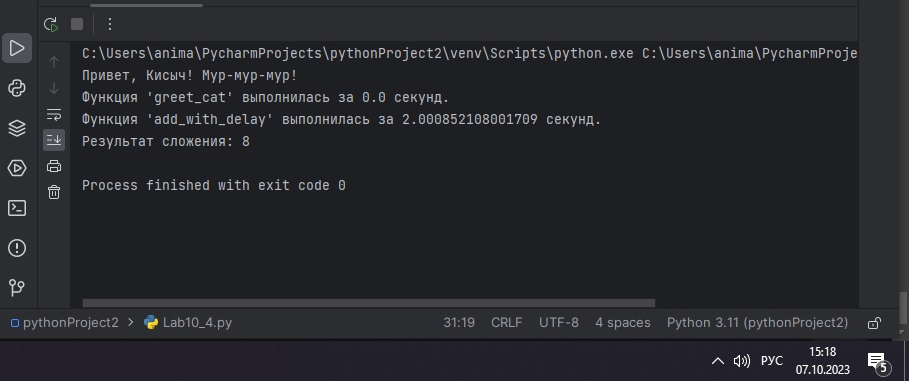 C:\Users\anima\PycharmProjects\pythonProject2\venv\Scripts\python.exe C:\Users\anima\PycharmProje
Привет, Кисыч! Мур-мур-мур!
Функция 'greet_cat' выполнилась за 0.0 секунд.
Функция 'add_with_delay' выполнилась за 2.000852108001709 секунд.
Результат сложения: 8
Process finished with exit code 0
pythonProject2 > Lab10_4.py 31:19 CRLF UTF-8 4 spaces Python 3.11 (pythonProject2)
РУС 15:18
07.10.2023 5